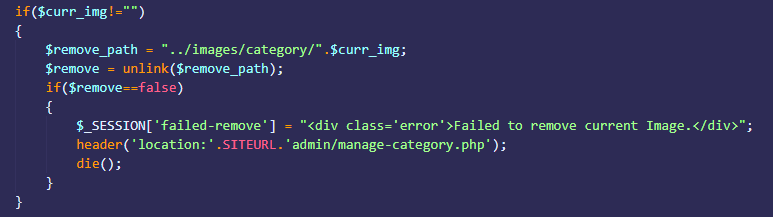 if($curr_img!="")
{
$remove_path = "../images/category/".$curr_img;
$remove = unlink($remove_path);
if($remove==false)
{
$_SESSION['failed-remove'] = "<div class='error'>Failed to remove current Image.</div>";
header('location:'.SITEURL.'admin/manage-category.php');
die();
}
}